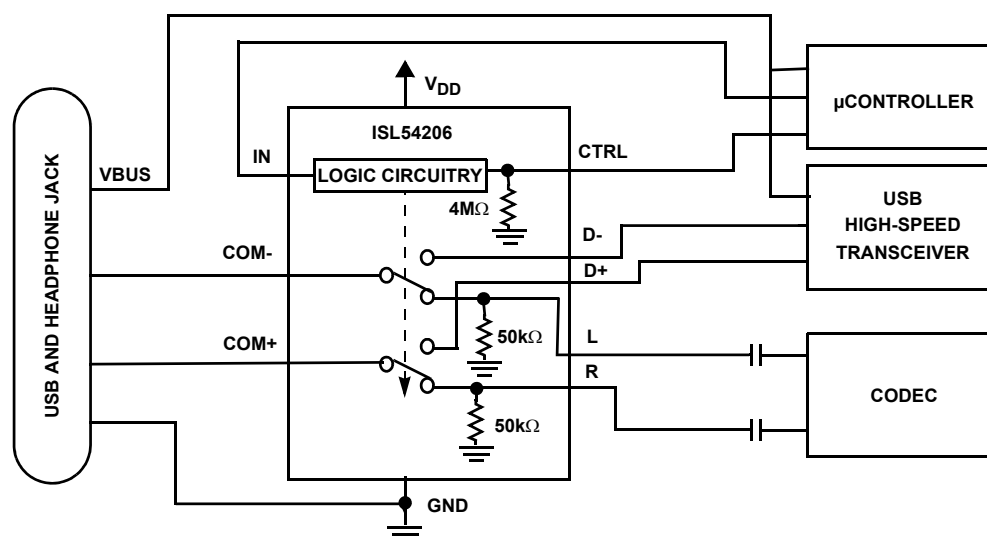 V_DD
ISL54206
µCONTROLLER
IN
LOGIC CIRCUITRY
CTRL
VBUS
4MΩ
USB
HIGH-SPEED
TRANSCEIVER
D-
COM-
D+
50kΩ
L
COM+
R
CODEC
50kΩ
GND
USB AND HEADPHONE JACK